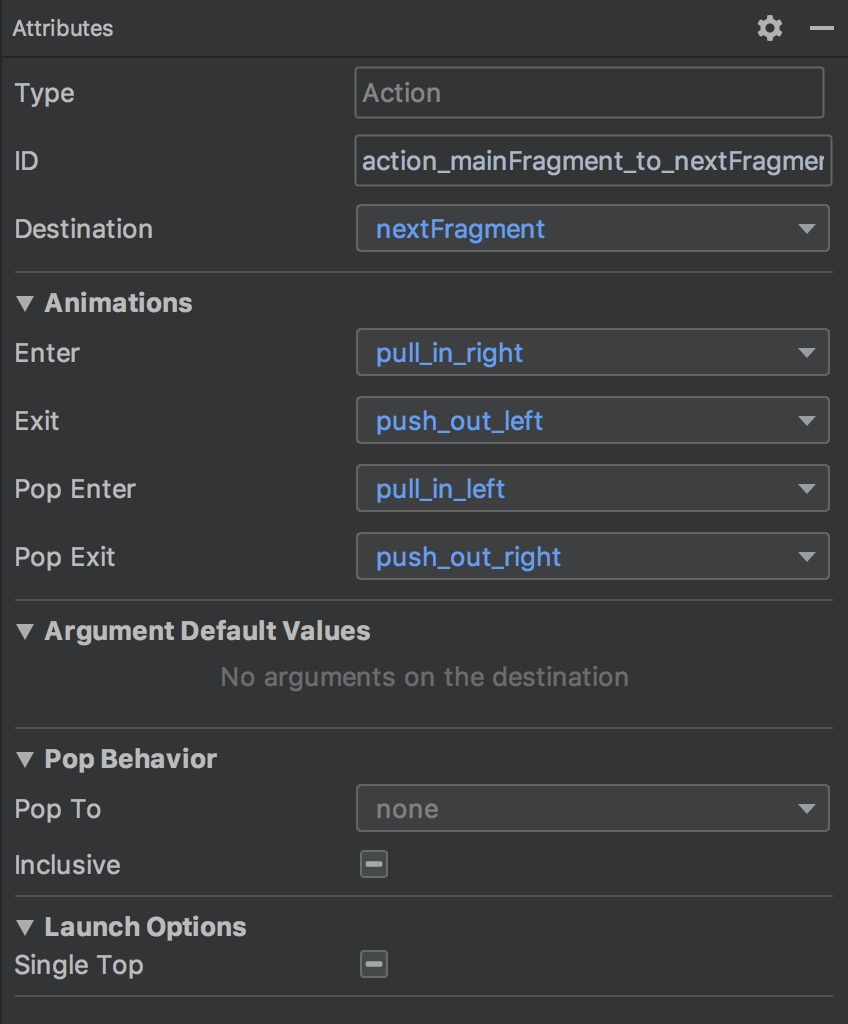 Attributes
Type Action
ID action_mainFragment_to_nextFragmer
Destination nextFragment
Animations
Enter pull_in_right
Exit push_out_left
Pop Enter pull_in_left
Pop Exit push_out_right
Argument Default Values
No arguments on the destination
Pop Behavior
Pop To none
Inclusive
Launch Options
Single Top